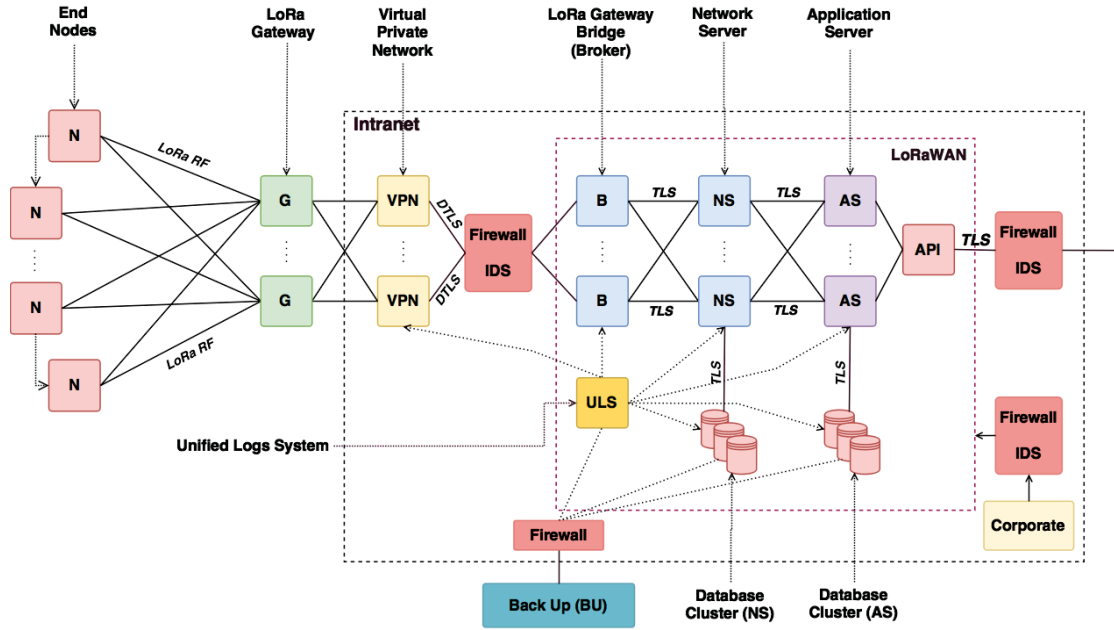 End
Nodes
LoRa
Gateway
Virtual
Private
Network
LoRa Gateway
Bridge
(Broker)
Network
Server
Application
Server
Intranet
LoRaWAN
N
N
N
N
LoRa RF
LoRa RF
G
G
VPN
VPN
DTLS
DTLS
Firewall
IDS
B
B
TLS
TLS
NS
NS
TLS
TLS
AS
AS
API
TLS
Firewall
IDS
TLS
TLS
ULS
Unified Logs System
Firewall
IDS
Corporate
Firewall
Back Up (BU)
Database
Cluster (NS)
Database
Cluster (AS)